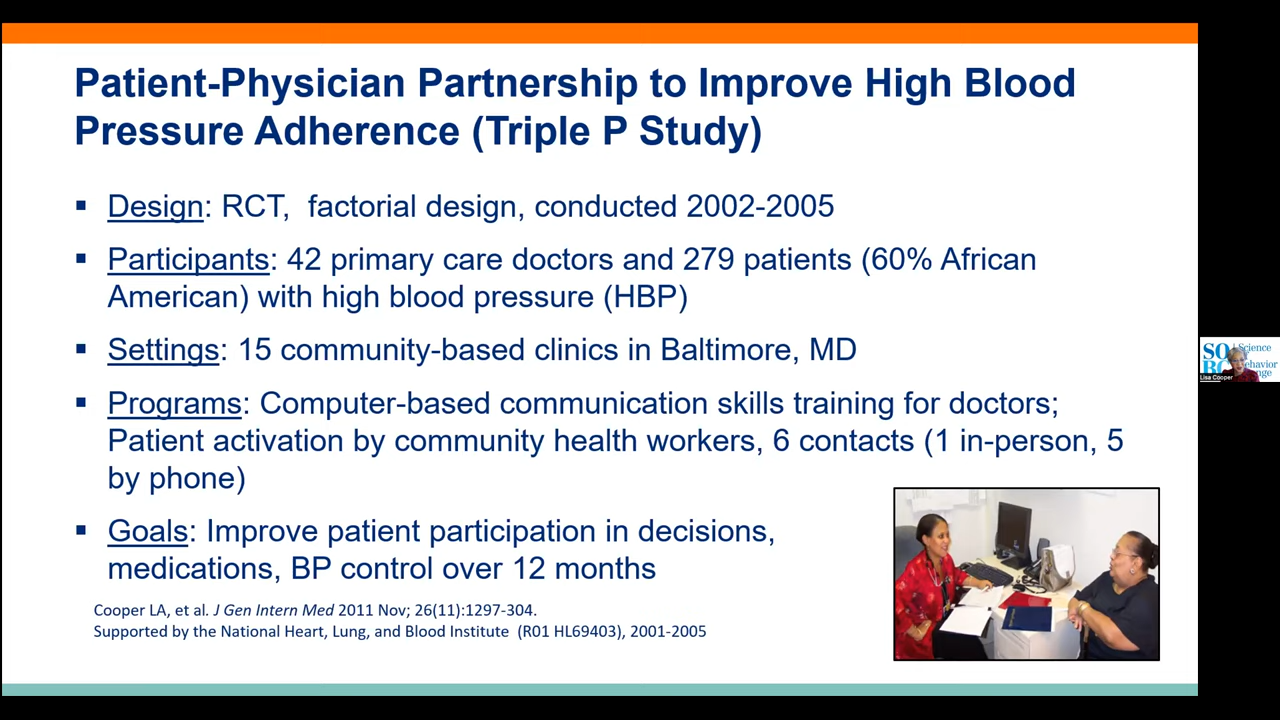 Patient-Physician Partnership to Improve High Blood
Pressure Adherence (Triple P Study)
▪ Design: RCT,  factorial design, conducted 2002-2005
▪ Participants: 42 primary care doctors and 279 patients (60% African
American) with high blood pressure (HBP)
▪ Settings: 15 community-based clinics in Baltimore, MD
▪ Programs: Computer-based communication skills training for doctors;
Patient activation by community health workers, 6 contacts (1 in-person, 5
by phone)
▪ Goals: Improve patient participation in decisions,
medications, BP control over 12 months
Cooper LA, et al. J Gen Intern Med 2011 Nov; 26(11):1297-304.
Supported by the National Heart, Lung, and Blood Institute  (R01 HL69403), 2001-2005
SO Science
Lisa Cooper